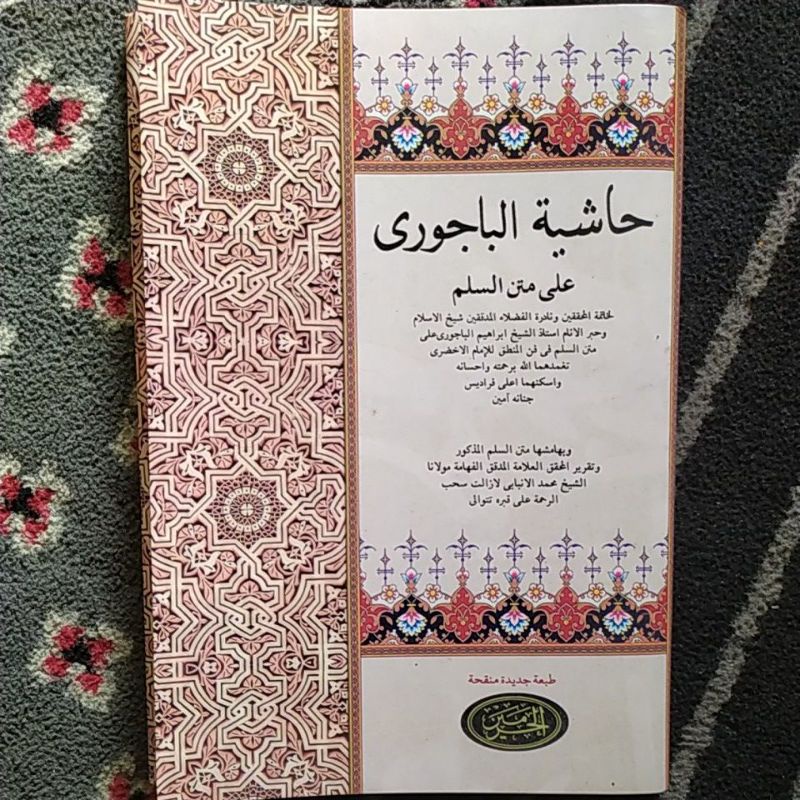 حاشية الباجورى
على متن السلم
لخاتمة المحققين ونادرة الفضلاء المدققين شيخ الاسلام
وحبر الانام استاذ الشيخ ابراهيم الباجورى على
متن السلم فى فن المنطق للإمام الاخضرى
تغمدهما الله برحمته واحسانه
واسكنهما اعلى فراديس
جنانه آمين
وبهامشها متن السلم المذكور
وتقرير المحقق العلامة المدقق الفهامة مولانا
الشيخ محمد الانبابى لازالت سحب
الرحمة على قبره تتوالى
طبعة جديدة منقحة
الحرمين